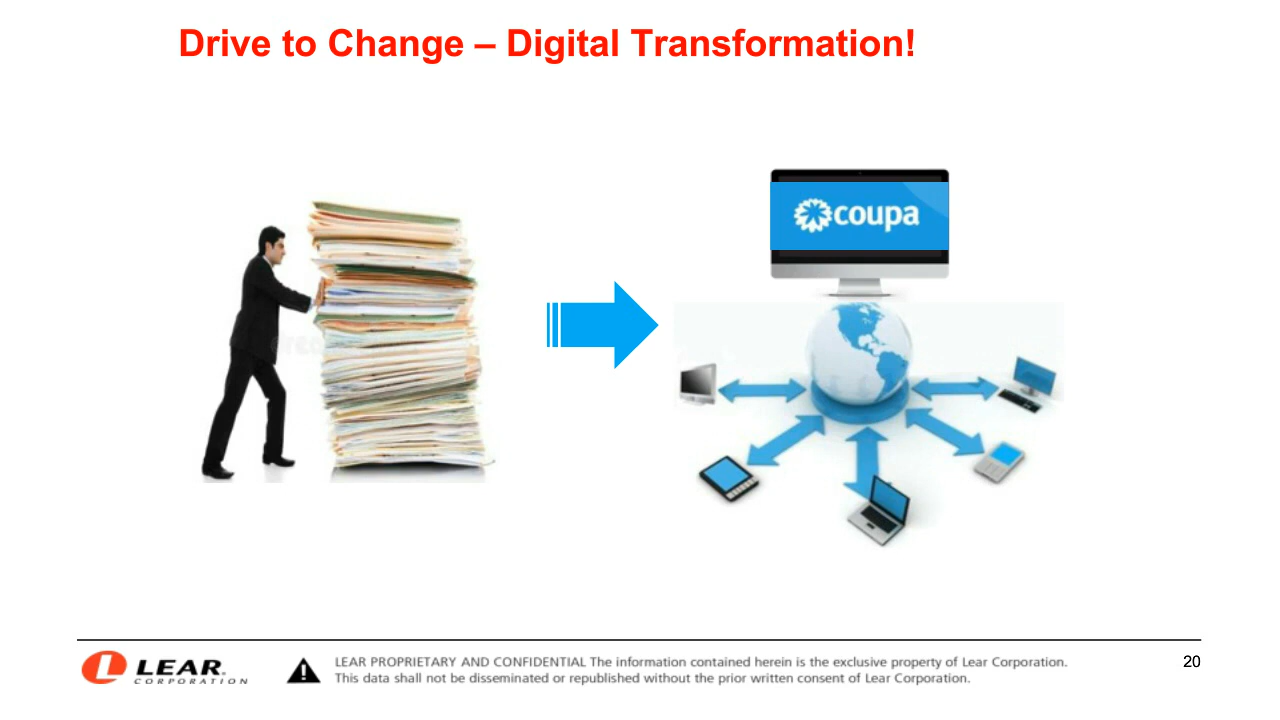 Drive to Change – Digital Transformation!
coupa
LEAR.
CORPORATION
LEAR PROPRIETARY AND CONFIDENTIAL The information contained herein is the exclusive property of Lear Corporation.
This data shall not be disseminated or republished without the prior written consent of Lear Corporation.
20